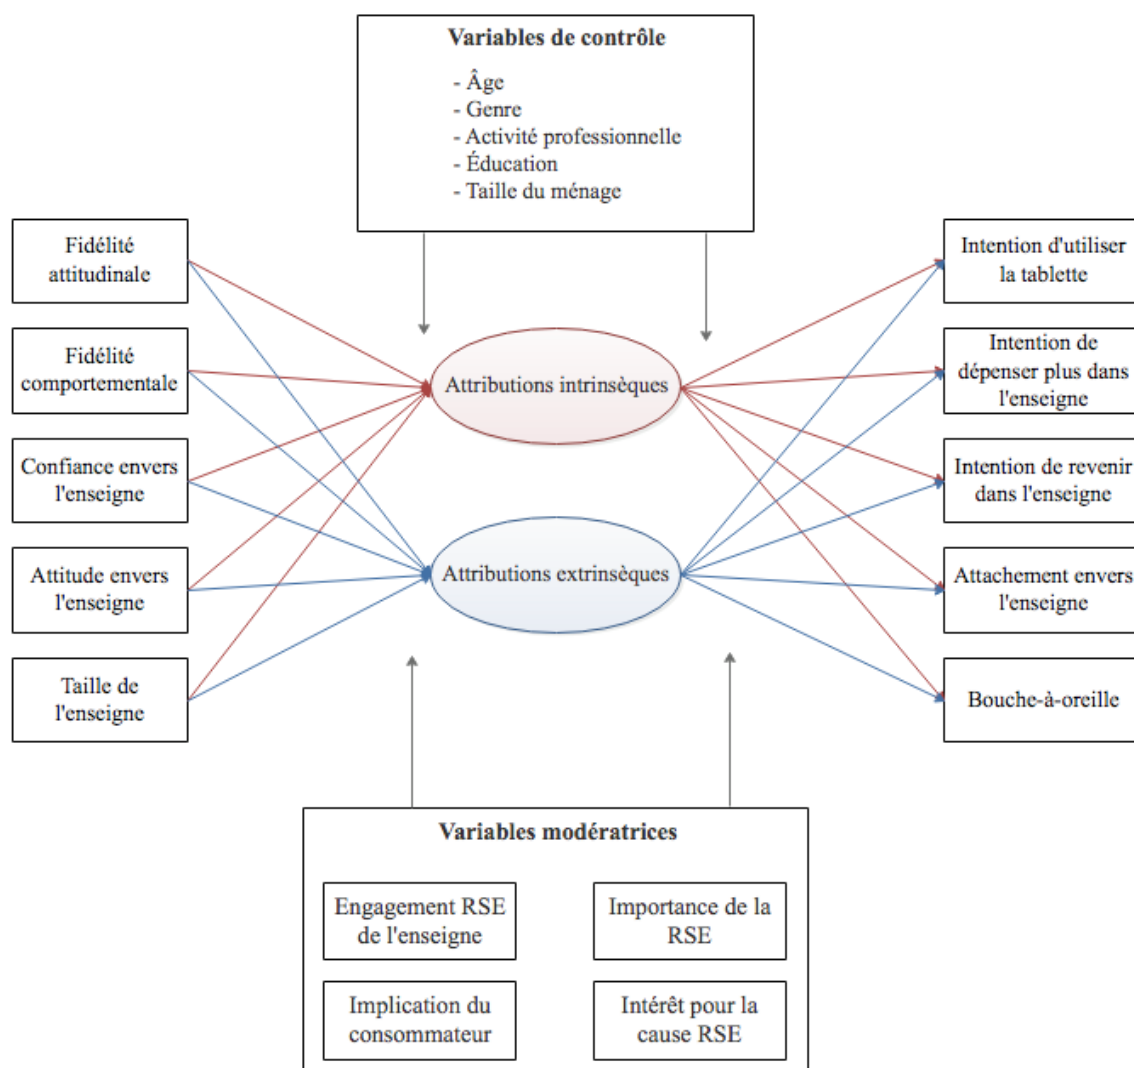 Variables de contrôle
- Âge
- Genre
- Activité professionnelle
- Éducation
- Taille du ménage
Fidélité
attitudinale
Fidélité
comportementale
Confiance envers
l'enseigne
Attitude envers
l'enseigne
Taille de
l'enseigne
Attributions intrinsèques
Attributions extrinsèques
Intention d'utiliser
la tablette
Intention de
dépenser plus dans
l'enseigne
Intention de revenir
dans l'enseigne
Attachement envers
l'enseigne
Bouche-à-oreille
Variables modératrices
Engagement RSE
de l'enseigne
Importance de la
RSE
Implication du
consommateur
Intérêt pour la
cause RSE